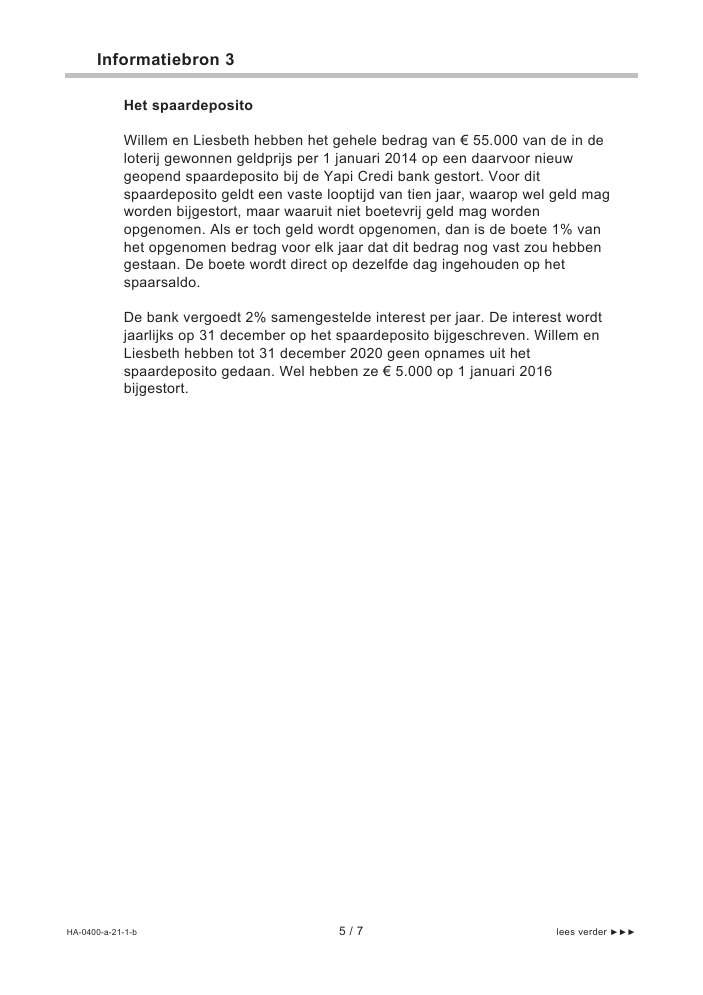 Informatiebron 3
Het spaardeposito
Willem en Liesbeth hebben het gehele bedrag van € 55.000 van de in de
loterij gewonnen geldprijs per 1 januari 2014 op een daarvoor nieuw
geopend spaardeposito bij de Yapi Credi bank gestort. Voor dit
spaardeposito geldt een vaste looptijd van tien jaar, waarop wel geld mag
worden bijgestort, maar waaruit niet boetevrij geld mag worden
opgenomen. Als er toch geld wordt opgenomen, dan is de boete 1% van
het opgenomen bedrag voor elk jaar dat dit bedrag nog vast zou hebben
gestaan. De boete wordt direct op dezelfde dag ingehouden op het
spaarsaldo.
De bank vergoedt 2% samengestelde interest per jaar. De interest wordt
jaarlijks op 31 december op het spaardeposito bijgeschreven. Willem en
Liesbeth hebben tot 31 december 2020 geen opnames uit het
spaardeposito gedaan. Wel hebben ze € 5.000 op 1 januari 2016
bijgestort.
HA-0400-a-21-1-b
5 / 7
lees verder ►►►